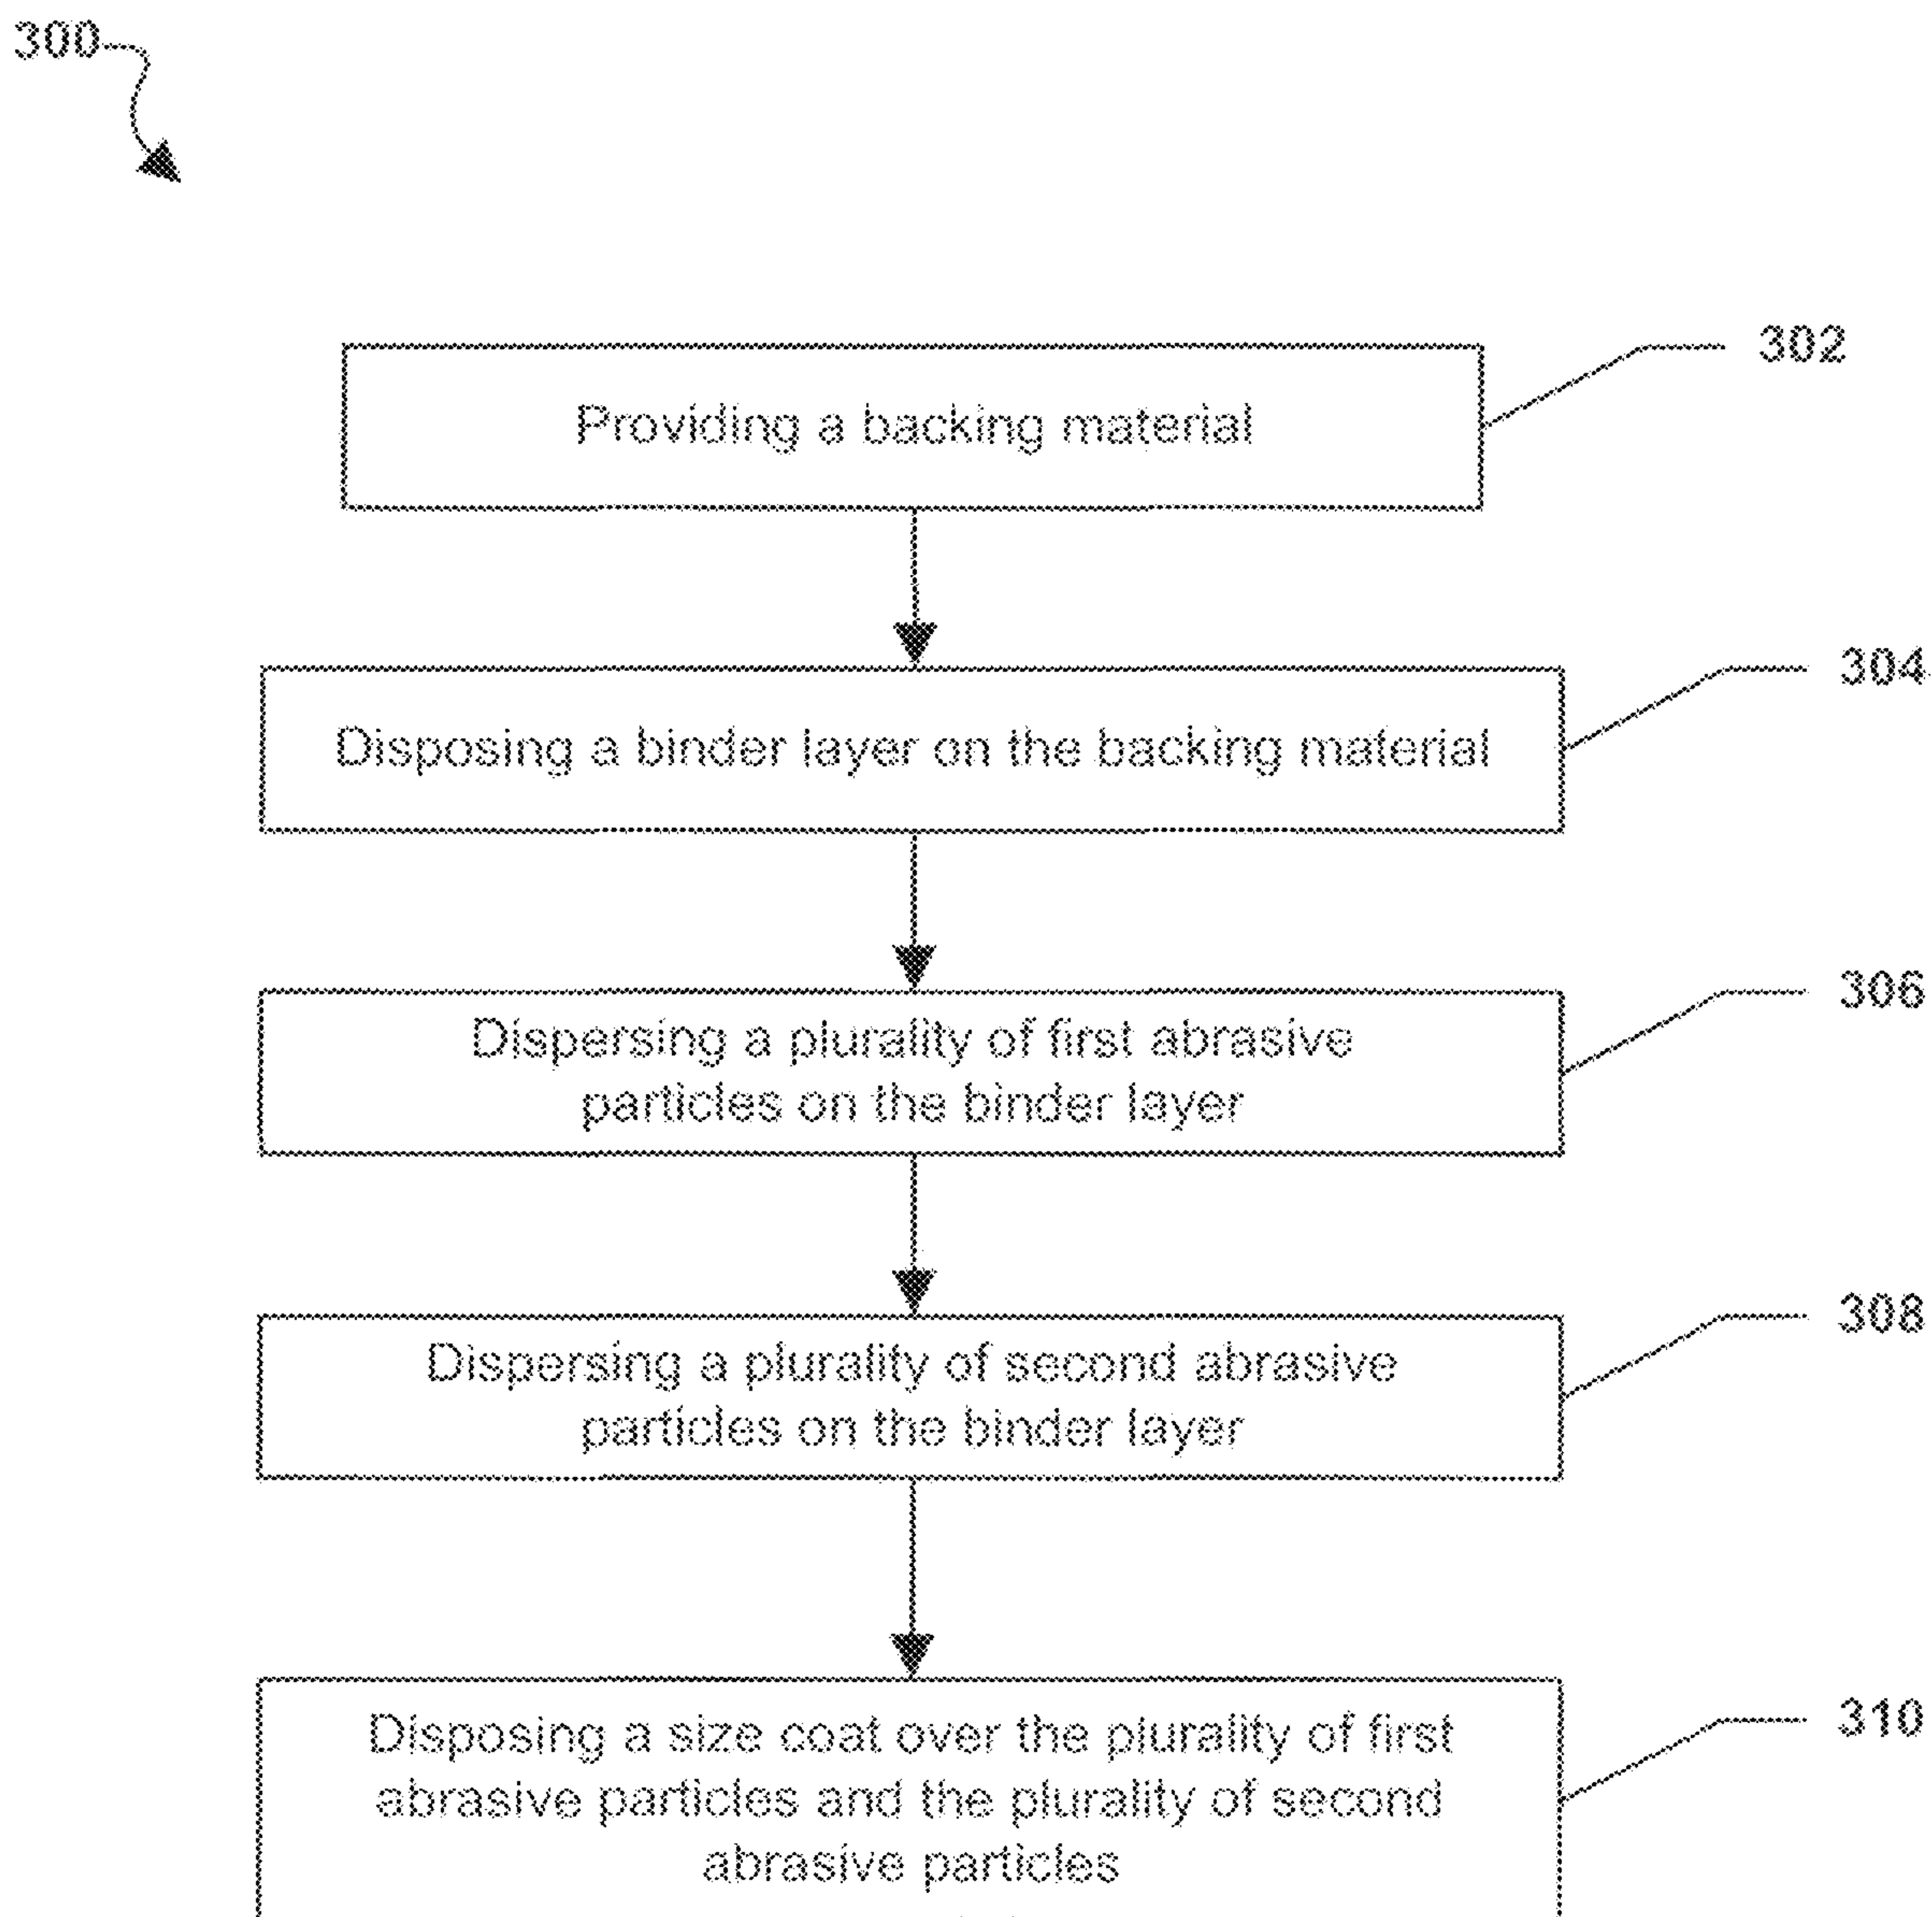 300
302
Providing a backing material
304
Disposing a binder layer on the backing material
306
Dispersing a plurality of first abrasive
particles on the binder layer
308
Dispersing a plurality of second abrasive
particles on the binder layer
310
Disposing a size coat over the plurality of first
abrasive particles and the plurality of second
abrasive particles